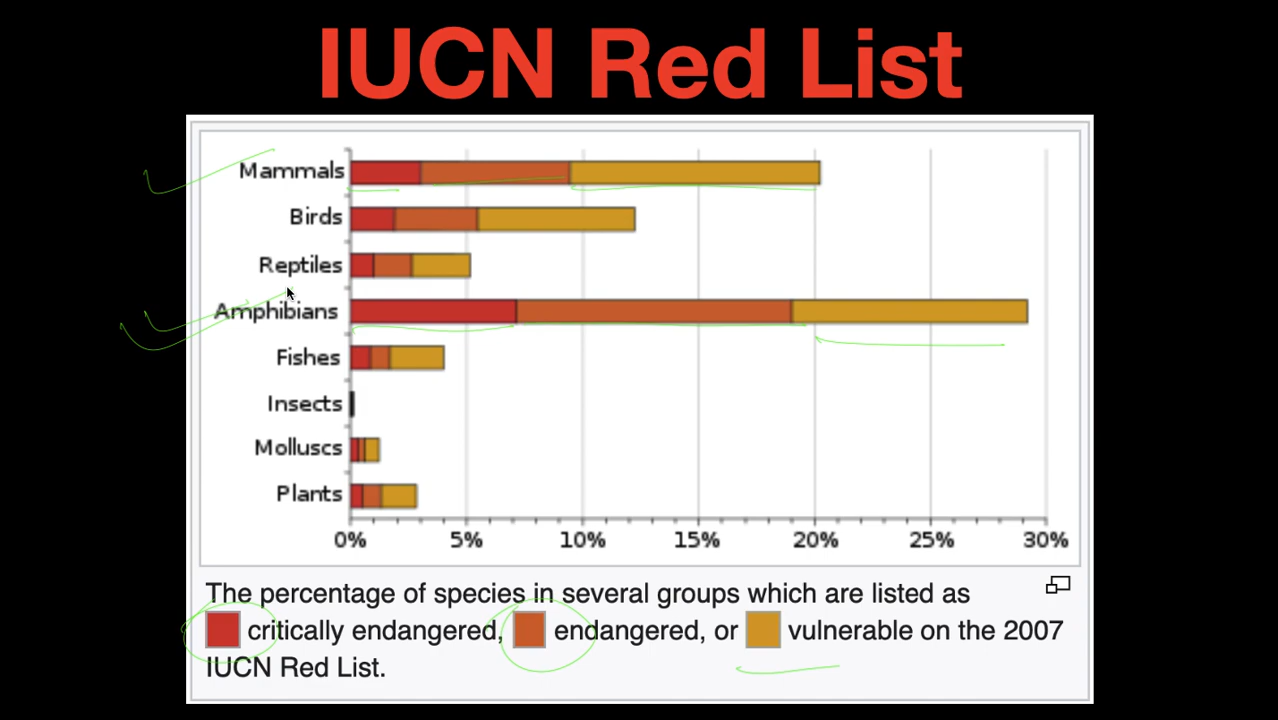 IUCN Red List
Mammals
Birds
Reptiles
Amphibians
Fishes
Insects
Molluscs
Plants
0% 5% 10% 15% 20% 25% 30%
The percentage of species in several groups which are listed as
critically endangered, endangered, or vulnerable on the 2007
IUCN Red List.